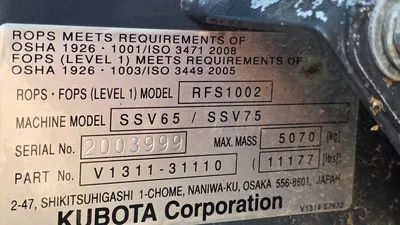 ROPS MEETS REQUIREMENTS OF
OSHA 1926 · 1001/ISO 3471 2008
FOPS (LEVEL 1) MEETS REQUIREMENTS OF
OSHA 1926 · 1003/ISO 3449 2005
ROPS · FOPS (LEVEL 1) MODEL RFS1002
MACHINE MODEL SSV65 / SSV75
SERIAL No. 2003999 MAX. MASS 5070 [kg]
PART No. V1311-31110 (11177 [lbs])
2-47, SHIKITSUHIGASHI 1-CHOME, NANIWA-KU, OSAKA 556-8601, JAPAN
KUBOTA Corporation